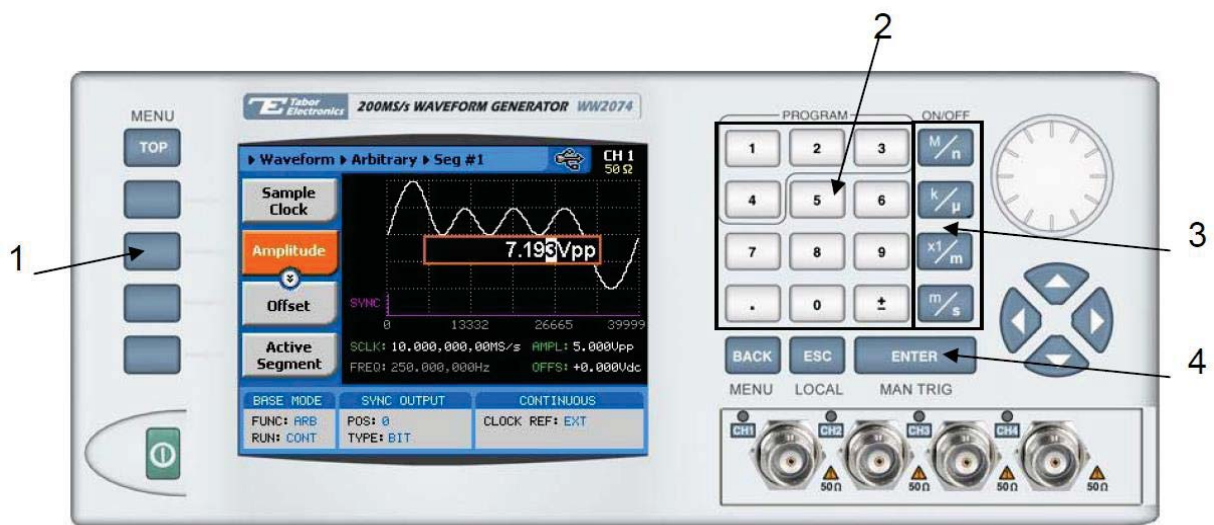 2
MENU
TOP
1
Tabor
Electronics
200MS/s WAVEFORM GENERATOR WW2074
Waveform Arbitrary Seg #1
CH 1
50 Ω
Sample
Clock
Amplitude
Offset
Active
Segment
7.193Vpp
SYNC
0 13332 26665 39999
SCLK: 10.000,000,00MS/s AMPL: 5.000Vpp
FREQ: 250.000,000Hz OFFS: +0.000Vdc
BASE MODE SYNC OUTPUT CONTINUOUS
FUNC: ARB POS: 0 CLOCK REF: EXT
RUN: CONT TYPE: BIT
PROGRAM ON/OFF
1 2 3 M/n
4 5 6 k/µ
7 8 9 x1/m
. 0 ± m/s
3
BACK ESC ENTER
4
MENU LOCAL MAN TRIG
CH1 CH2 CH3 CH4
50Ω 50Ω 50Ω 50Ω